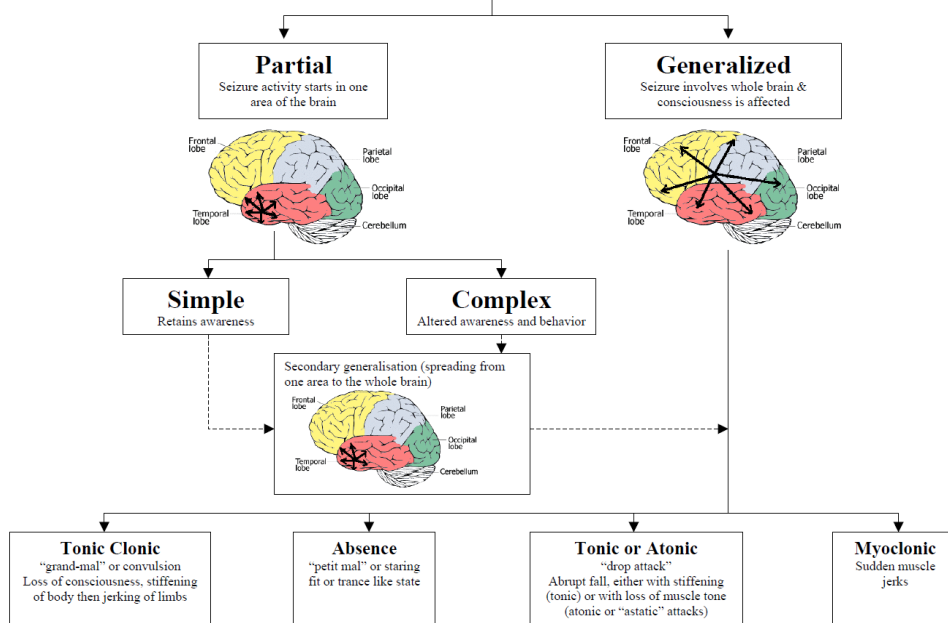 Partial
Seizure activity starts in one
area of the brain
Generalized
Seizure involves whole brain &
consciousness is affected
Frontal
lobe
Parietal
lobe
Occipital
lobe
Temporal
lobe
Cerebellum
Frontal
lobe
Parietal
lobe
Occipital
lobe
Temporal
lobe
Cerebellum
Simple
Retains awareness
Complex
Altered awareness and behavior
Secondary generalisation (spreading from
one area to the whole brain)
Frontal
lobe
Parietal
lobe
Occipital
lobe
Temporal
lobe
Cerebellum
Tonic Clonic
“grand-mal” or convulsion
Loss of consciousness, stiffening
of body then jerking of limbs
Absence
“petit mal” or staring
fit or trance like state
Tonic or Atonic
“drop attack”
Abrupt fall, either with stiffening
(tonic) or with loss of muscle tone
(atonic or “astatic” attacks)
Myoclonic
Sudden muscle
jerks